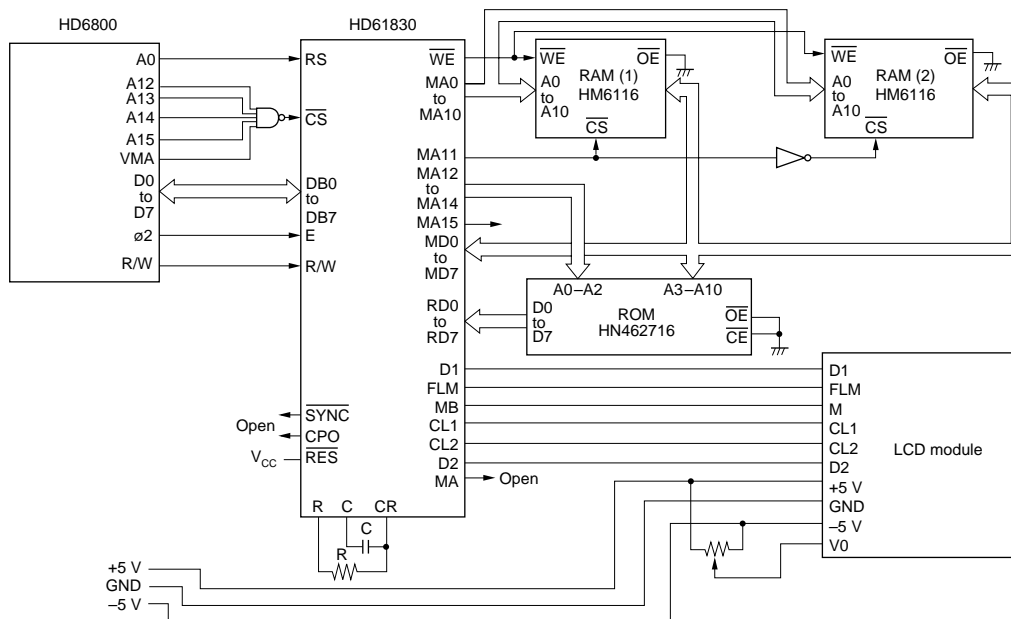 HD6800
A0
A12
A13
A14
A15
VMA
D0
to
D7
ø2
R/W
HD61830
RS
CS
DB0
to
DB7
E
R/W
SYNC
CPO
RES
Open
VCC
R
C
CR
C
R
WE
MA0
to
MA10
MA11
MA12
to
MA14
MA15
MD0
to
MD7
RD0
to
RD7
D1
FLM
MB
CL1
CL2
D2
MA
Open
WE
OE
RAM (1)
HM6116
A0
to
A10
CS
WE
OE
RAM (2)
HM6116
A0
to
A10
CS
A0–A2
A3–A10
D0
to
D7
ROM
HN462716
OE
CE
D1
FLM
M
CL1
CL2
D2
+5 V
GND
–5 V
V0
LCD module
+5 V
GND
–5 V